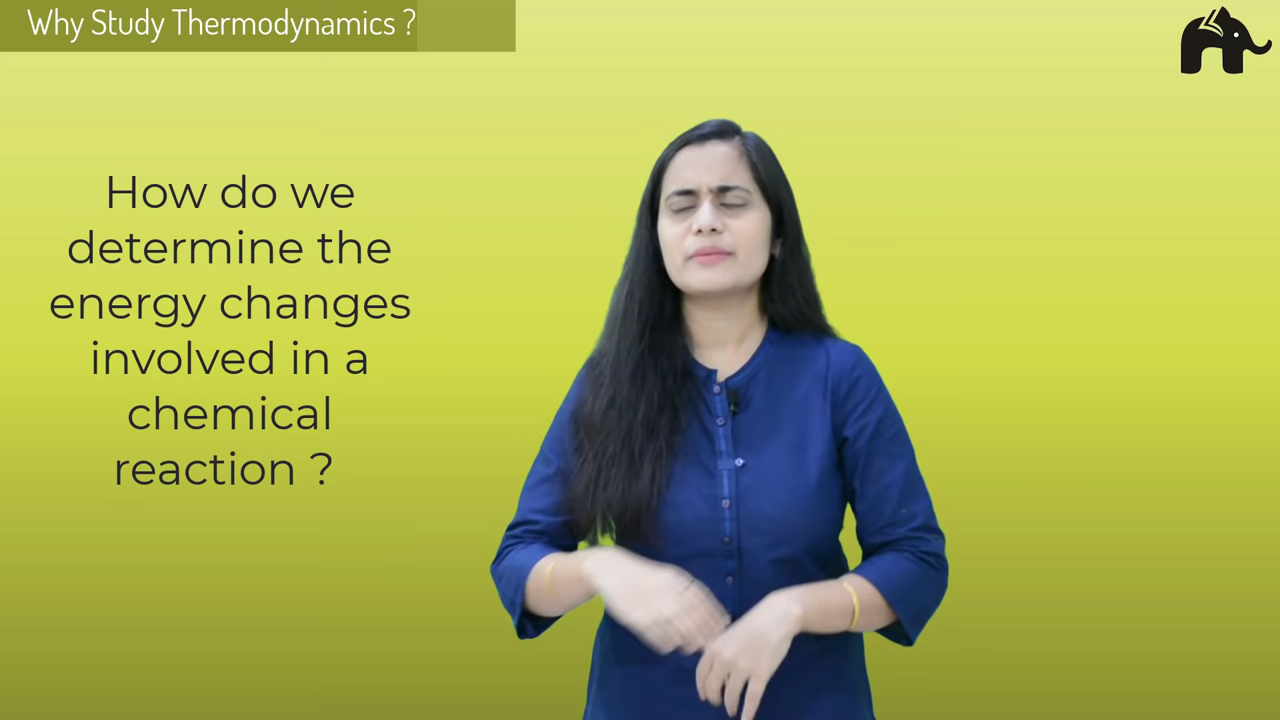 Why Study Thermodynamics ?
How do we
determine the
energy changes
involved in a
chemical
reaction ?